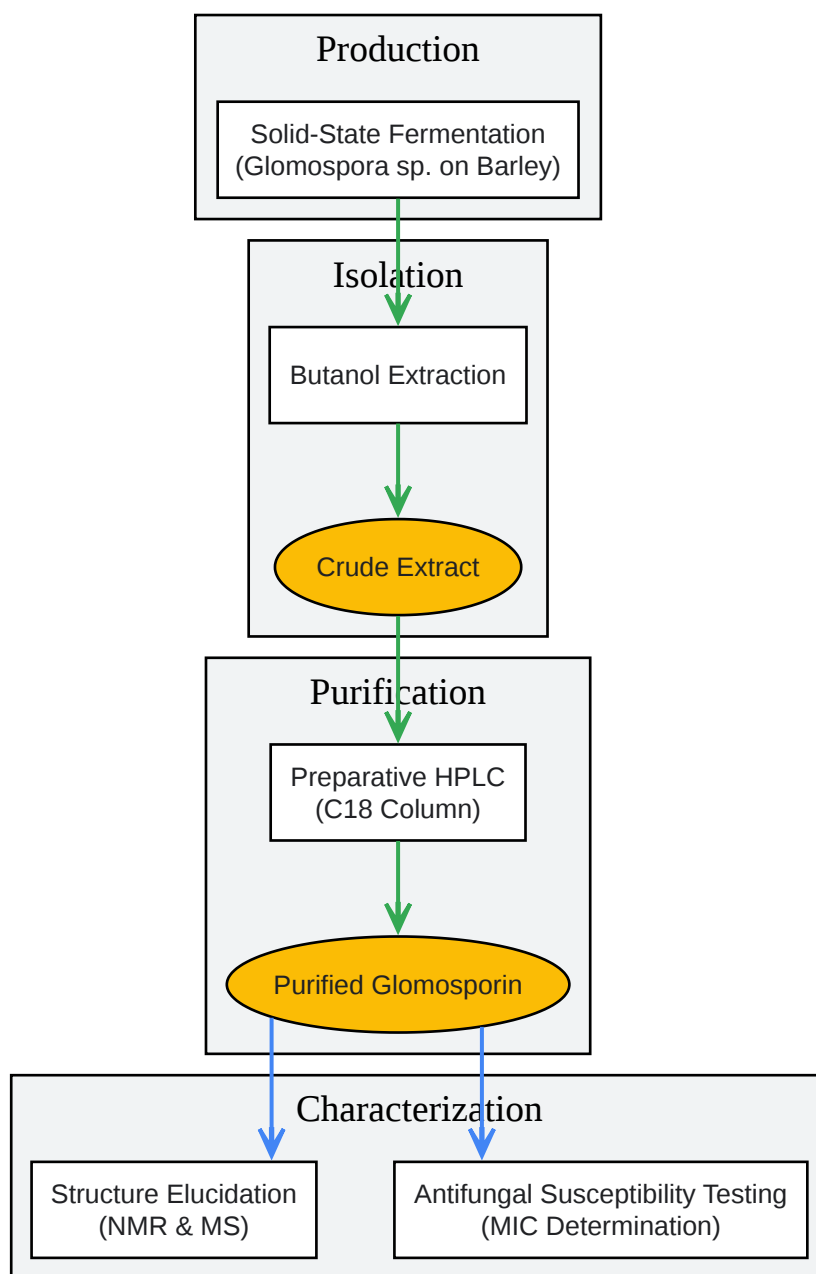 Production
Solid-State Fermentation
(Glomospora sp. on Barley)
Isolation
Butanol Extraction
Crude Extract
Purification
Preparative HPLC
(C18 Column)
Purified Glomosporin
Characterization
Structure Elucidation
(NMR & MS)
Antifungal Susceptibility Testing
(MIC Determination)